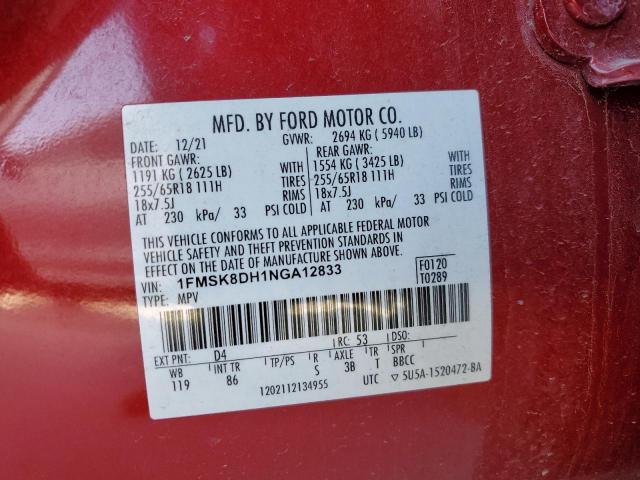 MFD. BY FORD MOTOR CO.
DATE: 12/21 GVWR: 2694 KG ( 5940 LB)
FRONT GAWR: REAR GAWR:
1191 KG ( 2625 LB) WITH TIRES 1554 KG ( 3425 LB) WITH TIRES
255/65R18 111H RIMS 255/65R18 111H RIMS
18x7.5J 18x7.5J
AT 230 kPa/ 33 PSI COLD AT 230 kPa/ 33 PSI COLD
THIS VEHICLE CONFORMS TO ALL APPLICABLE FEDERAL MOTOR
VEHICLE SAFETY AND THEFT PREVENTION STANDARDS IN
EFFECT ON THE DATE OF MANUFACTURE SHOWN ABOVE.
VIN: 1FMSK8DH1NGA12833 F0120
TYPE: MPV T0289
EXT PNT: D4 RC: 53 DSO:
WB INT TR TP/PS R AXLE TR SPR
119 86 S 3B T BBCC
1202112134955 UTC ▽ 5U5A-1520472-BA